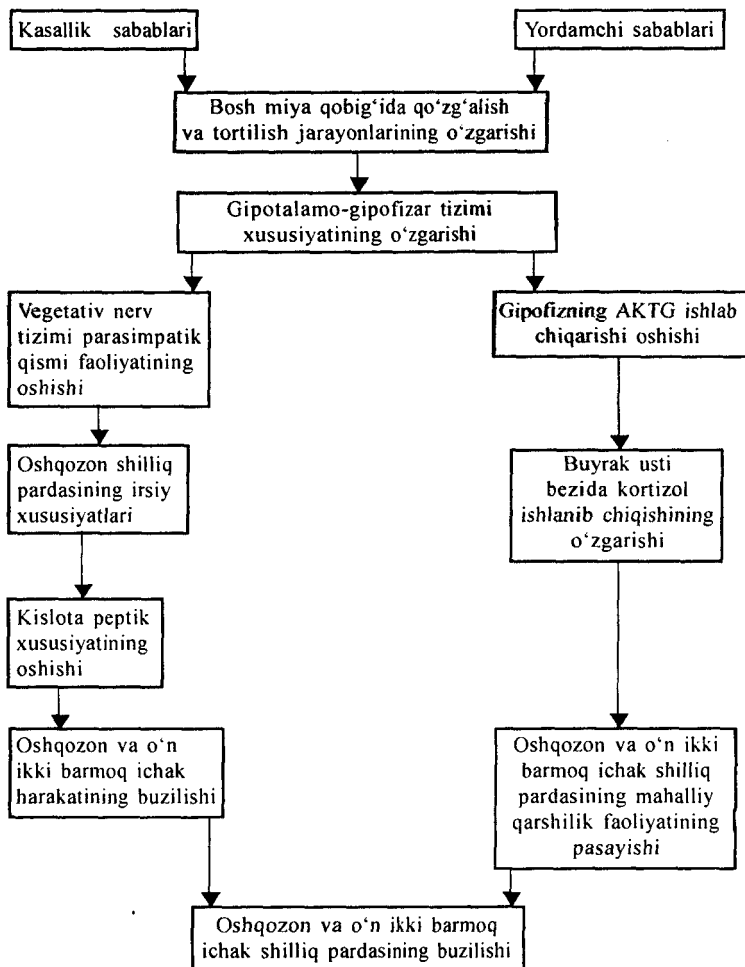 Kasallik sabablari
Yordamchi sabablari
Bosh miya qobig‘ida qo‘zg‘alish
va tortilish jarayonlarining o‘zgarishi
Gipotalamo-gipofizar tizimi
xususiyatining o‘zgarishi
Vegetativ nerv
tizimi parasimpatik
qismi faoliyatining
oshishi
Gipofizning AKTG ishlab
chiqarishi oshishi
Oshqozon shilliq
pardasining irsiy
xususiyatlari
Buyrak usti
bezida kortizol
ishlanib chiqishining
o‘zgarishi
Kislota peptik
xususiyatining
oshishi
Oshqozon va o‘n
ikki barmoq ichak
harakatining buzilishi
Oshqozon va o‘n ikki
barmoq ichak shilliq
pardasining mahalliy
qarshilik faoliyatining
pasayishi
Oshqozon va o‘n ikki barmoq
ichak shilliq pardasining buzilishi